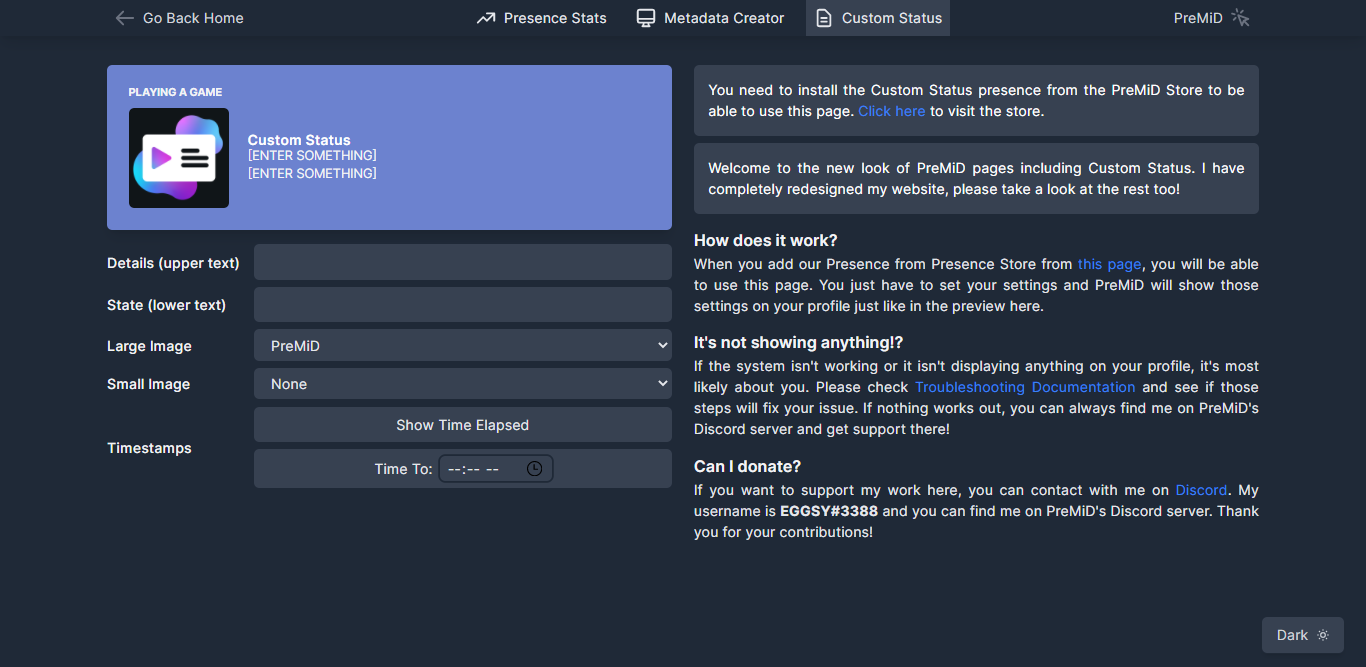 Go Back Home
Presence Stats
Metadata Creator
Custom Status
PreMiD
PLAYING A GAME
Custom Status
[ENTER SOMETHING]
[ENTER SOMETHING]
Details (upper text)
State (lower text)
Large Image
PreMiD
Small Image
None
Timestamps
Show Time Elapsed
Time To: --:-- --
You need to install the Custom Status presence from the PreMiD Store to be
able to use this page. Click here to visit the store.
Welcome to the new look of PreMiD pages including Custom Status. I have
completely redesigned my website, please take a look at the rest too!
How does it work?
When you add our Presence from Presence Store from this page, you will be able
to use this page. You just have to set your settings and PreMiD will show those
settings on your profile just like in the preview here.
It's not showing anything!?
If the system isn't working or it isn't displaying anything on your profile, it's most
likely about you. Please check Troubleshooting Documentation and see if those
steps will fix your issue. If nothing works out, you can always find me on PreMiD's
Discord server and get support there!
Can I donate?
If you want to support my work here, you can contact with me on Discord. My
username is EGGSY#3388 and you can find me on PreMiD's Discord server. Thank
you for your contributions!
Dark